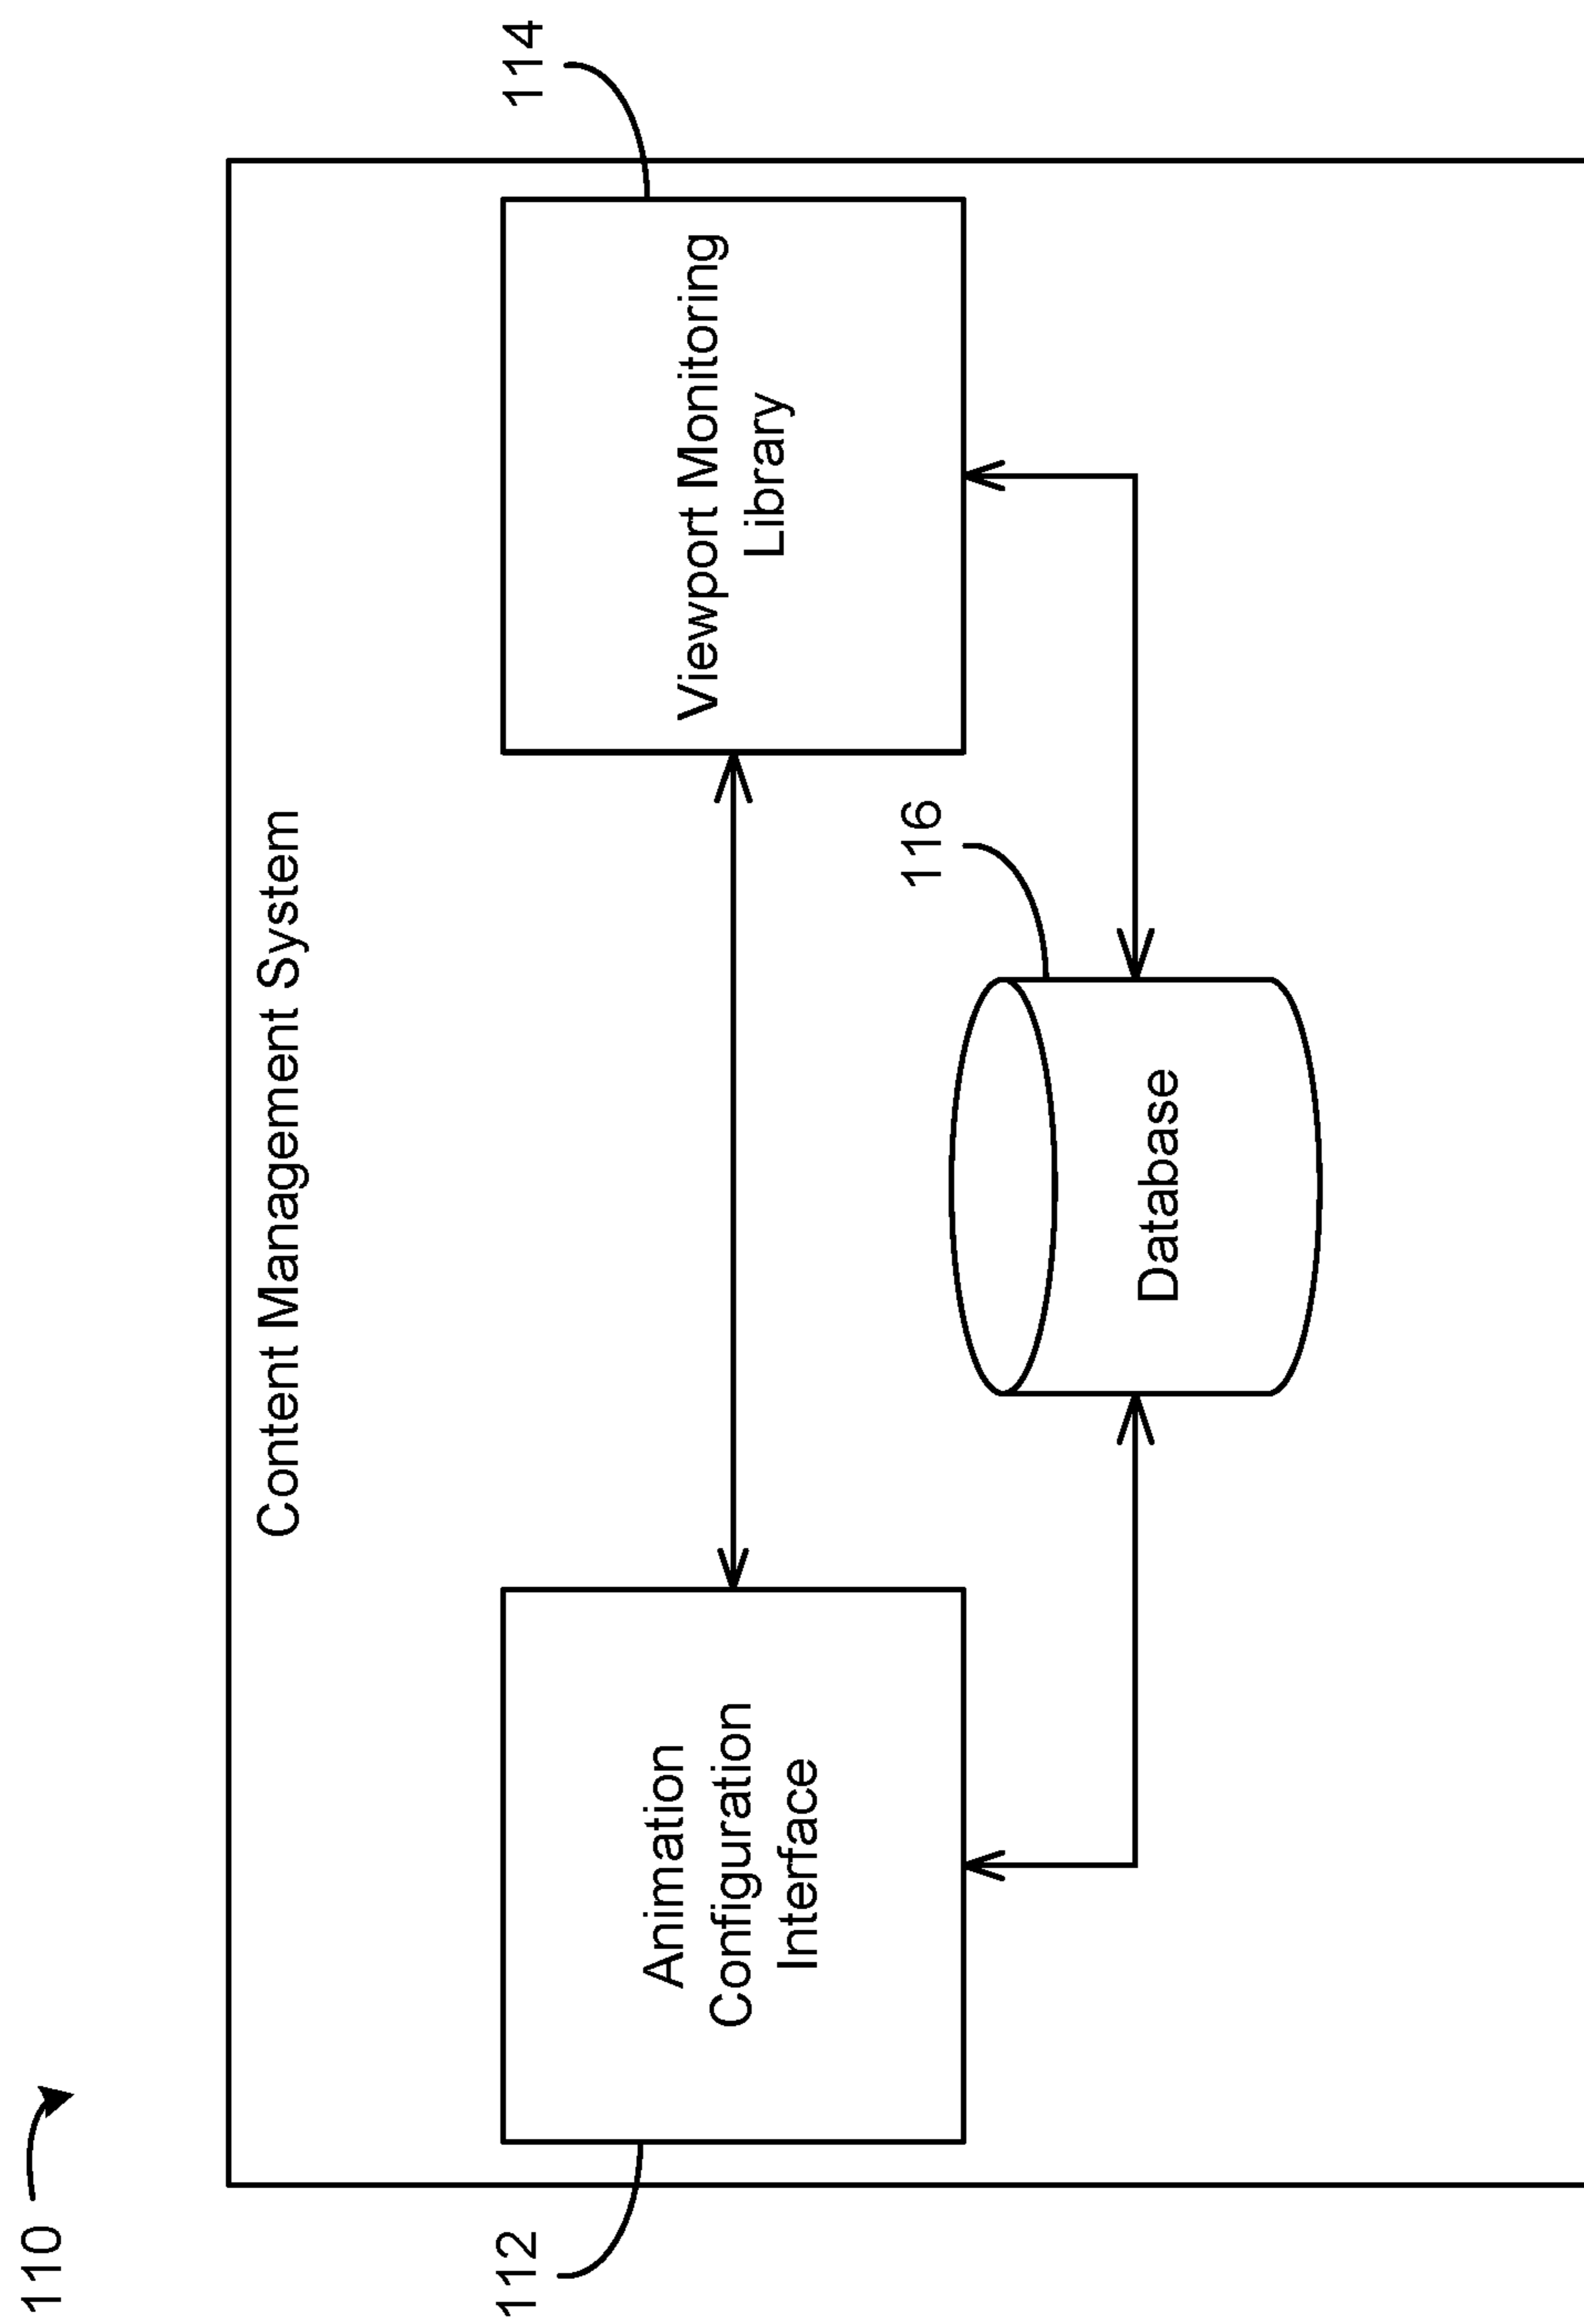 110
Content Management System
112
Animation
Configuration
Interface
114
Viewport Monitoring
Library
116
Database